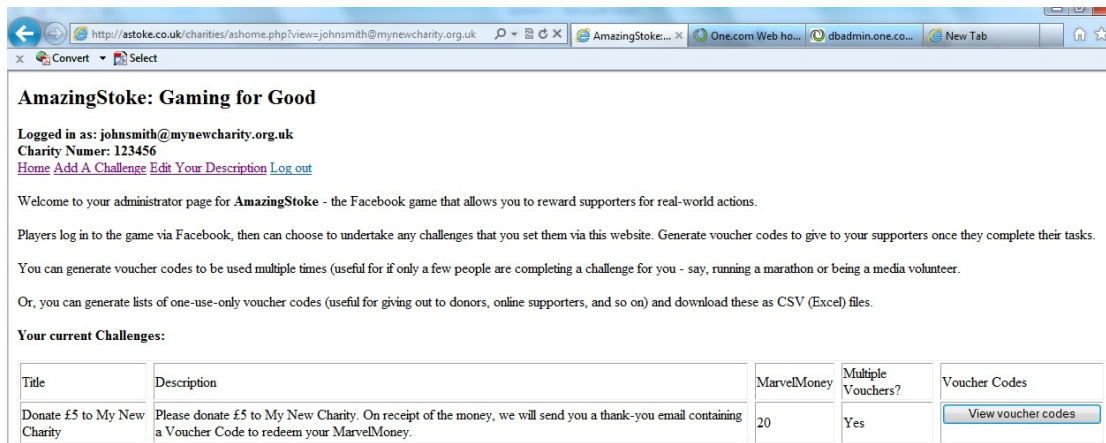 http://astoke.co.uk/charities/ashome.php?view=johnsmith@mynewcharity.org.uk
AmazingStoke:...
One.com Web ho...
dbadmin.one.co...
New Tab
Convert
Select
AmazingStoke: Gaming for Good
Logged in as: johnsmith@mynewcharity.org.uk
Charity Numer: 123456
Home Add A Challenge Edit Your Description Log out
Welcome to your administrator page for AmazingStoke - the Facebook game that allows you to reward supporters for real-world actions.
Players log in to the game via Facebook, then can choose to undertake any challenges that you set them via this website. Generate voucher codes to give to your supporters once they complete their tasks.
You can generate voucher codes to be used multiple times (useful for if only a few people are completing a challenge for you - say, running a marathon or being a media volunteer.
Or, you can generate lists of one-use-only voucher codes (useful for giving out to donors, online supporters, and so on) and download these as CSV (Excel) files.
Your current Challenges:
Title
Description
MarvelMoney
Multiple
Vouchers?
Voucher Codes
Donate £5 to My New
Charity
Please donate £5 to My New Charity. On receipt of the money, we will send you a thank-you email containing
a Voucher Code to redeem your MarvelMoney.
20
Yes
View voucher codes